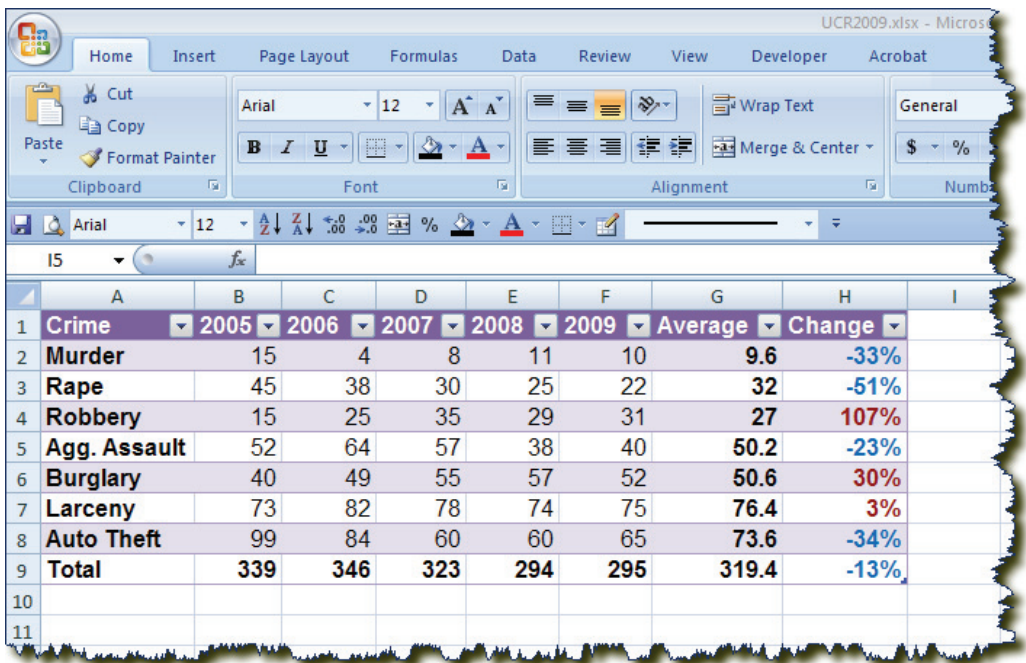 UCR2009.xlsx - Micros
Home Insert Page Layout Formulas Data Review View Developer Acrobat
Cut
Copy
Paste
Format Painter
Arial 12 A A
B I U A
Wrap Text
Merge & Center
General
$ %
Clipboard Font Alignment Numb
Arial 12 A Z Z A .0 .00 .00 .0 a % A
I5 fx
A B C D E F G H I
1 Crime 2005 2006 2007 2008 2009 Average Change
2 Murder 15 4 8 11 10 9.6 -33%
3 Rape 45 38 30 25 22 32 -51%
4 Robbery 15 25 35 29 31 27 107%
5 Agg. Assault 52 64 57 38 40 50.2 -23%
6 Burglary 40 49 55 57 52 50.6 30%
7 Larceny 73 82 78 74 75 76.4 3%
8 Auto Theft 99 84 60 60 65 73.6 -34%
9 Total 339 346 323 294 295 319.4 -13%
10
11